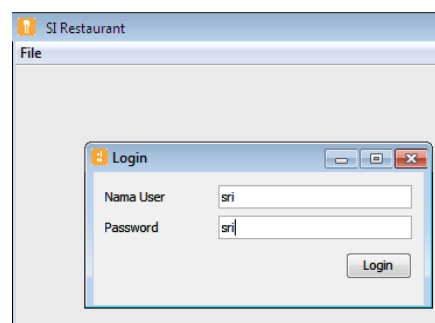 SI Restaurant
File
Login
Nama User sri
Password sri
Login